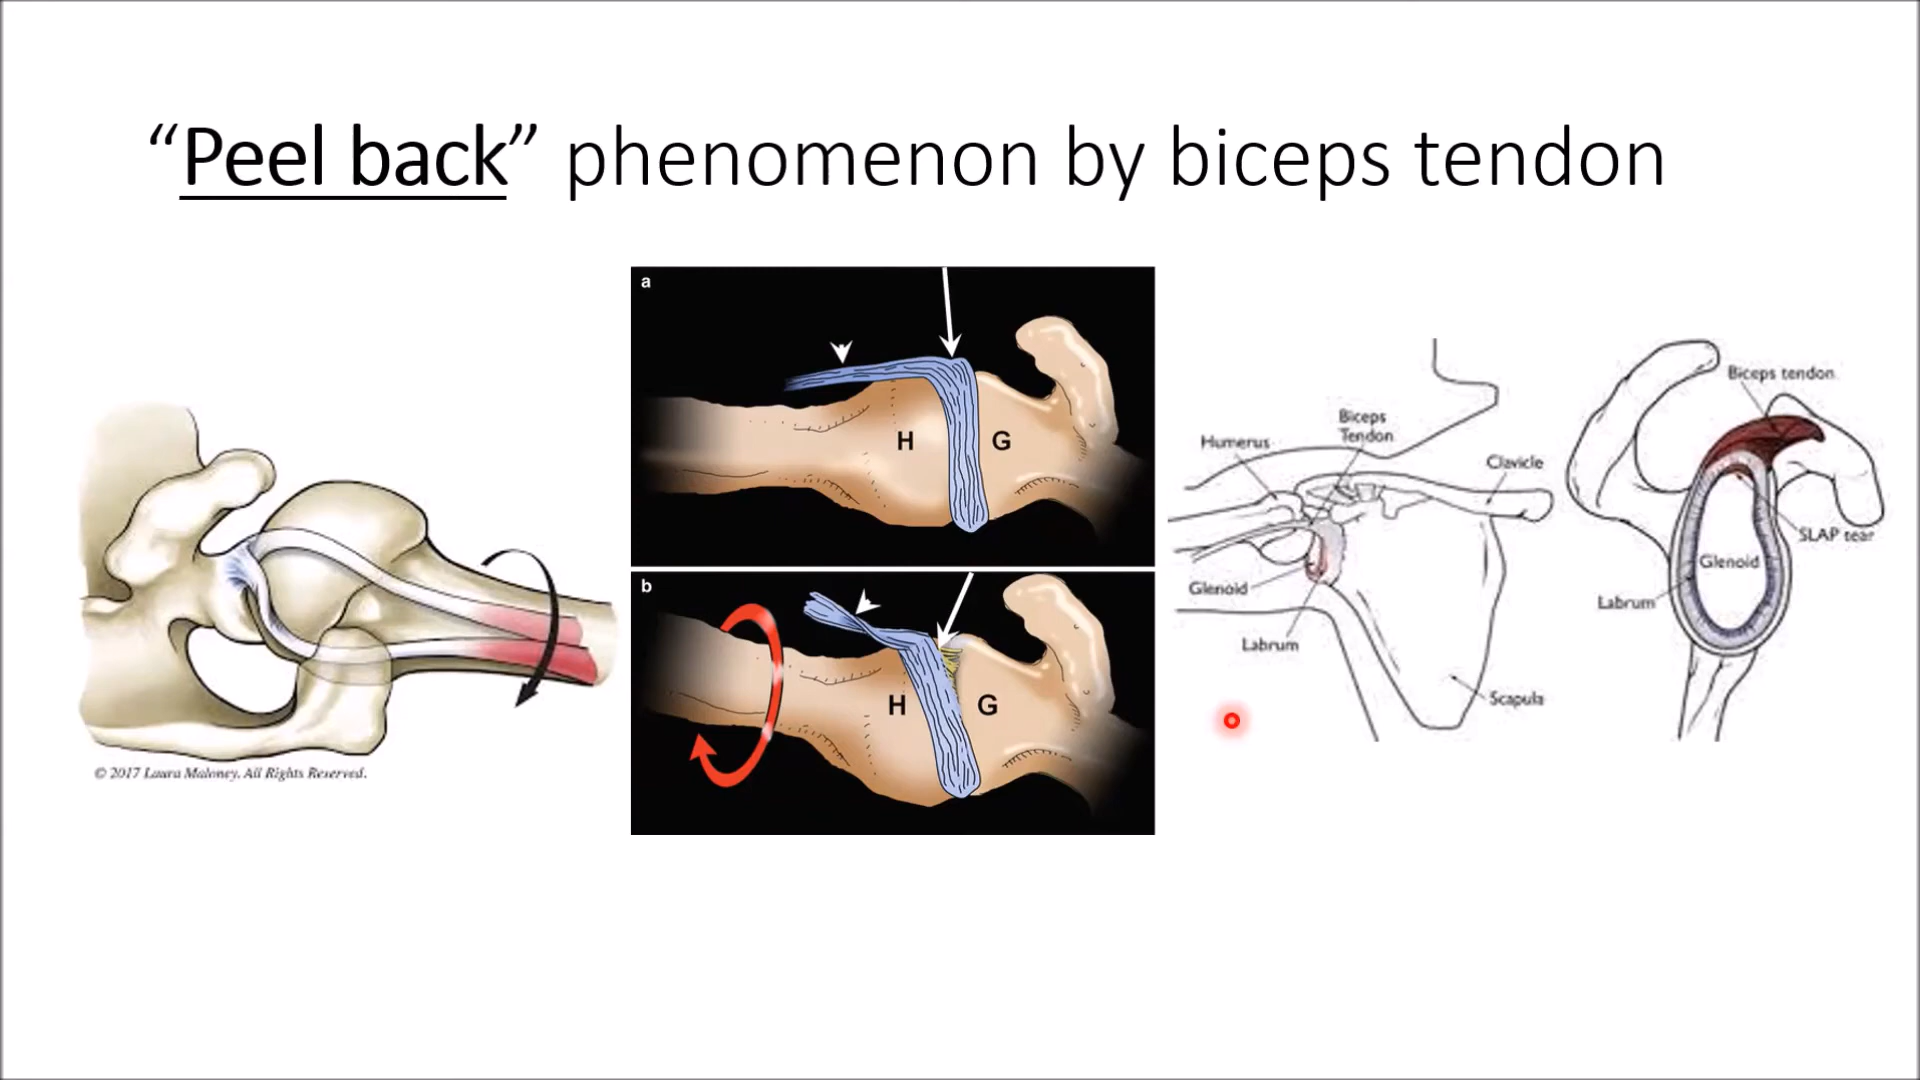 “Peel back” phenomenon by biceps tendon
© 2017 Laura Maloney. All Rights Reserved.
a
H
G
b
H
G
Biceps
Tendon
Humerus
Clavicle
Glenoid
Labrum
Scapula
Biceps tendon
SLAP tear
Glenoid
Labrum